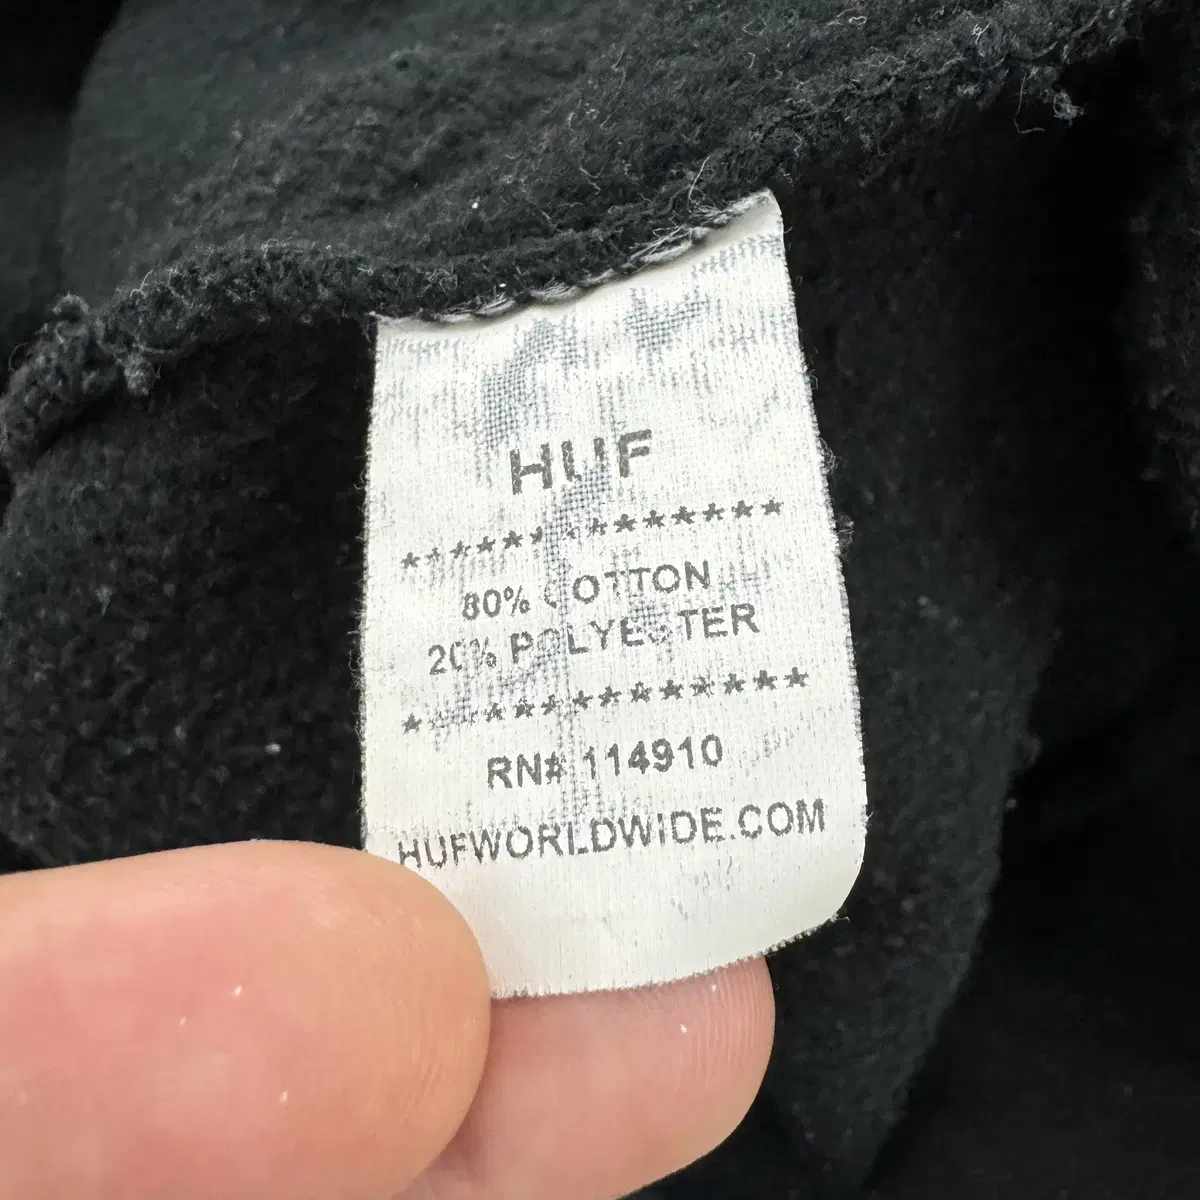 HUF
***************
80% COTTON
20% POLYESTER
***************
RN# 114910
HUFWORLDWIDE.COM